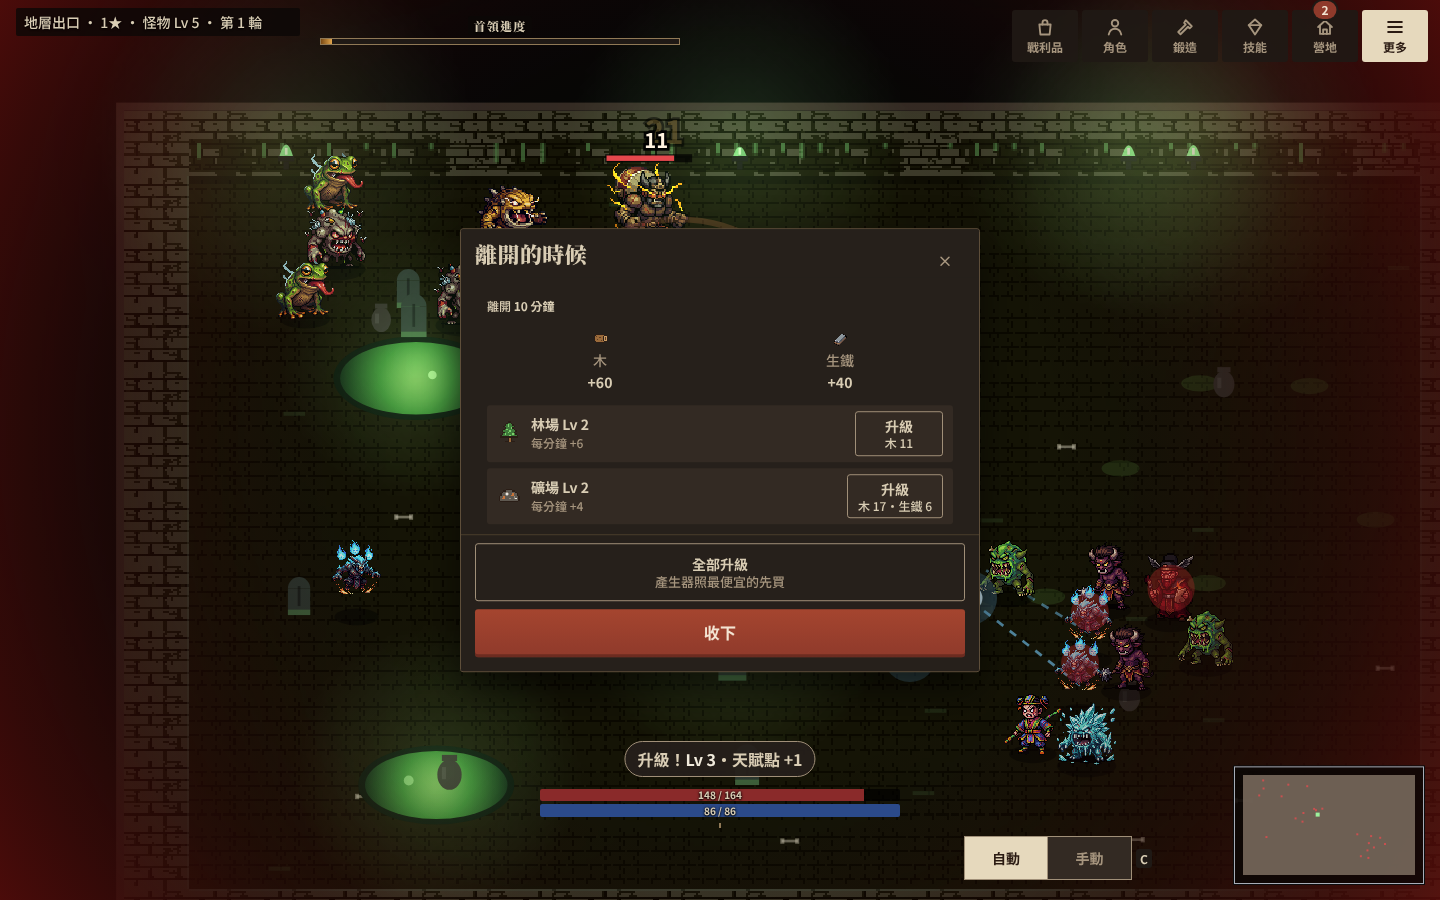 地層出口 • 1★ • 怪物 Lv 5 • 第 1 輪
首領進度
2
戰利品
角色
鍛造
技能
營地
更多
11
離開的時候
×
離開 10 分鐘
木
+60
生鐵
+40
林場 Lv 2
每分鐘 +6
升級
木 11
礦場 Lv 2
每分鐘 +4
升級
木 17・生鐵 6
全部升級
產生器照最便宜的先買
收下
升級！Lv 3・天賦點 +1
148 / 164
86 / 86
自動
手動
C